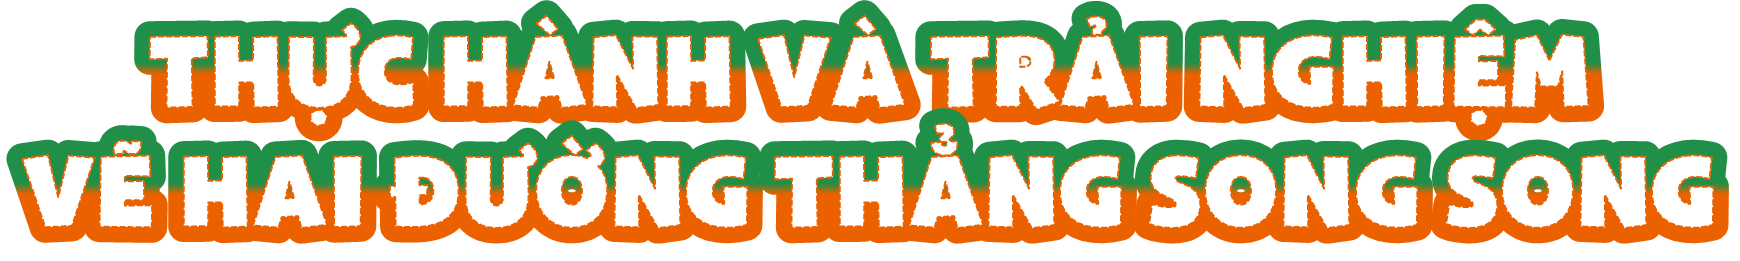 THỰC HÀNH VÀ TRẢI NGHIỆM
VẼ HAI ĐƯỜNG THẲNG SONG SONG